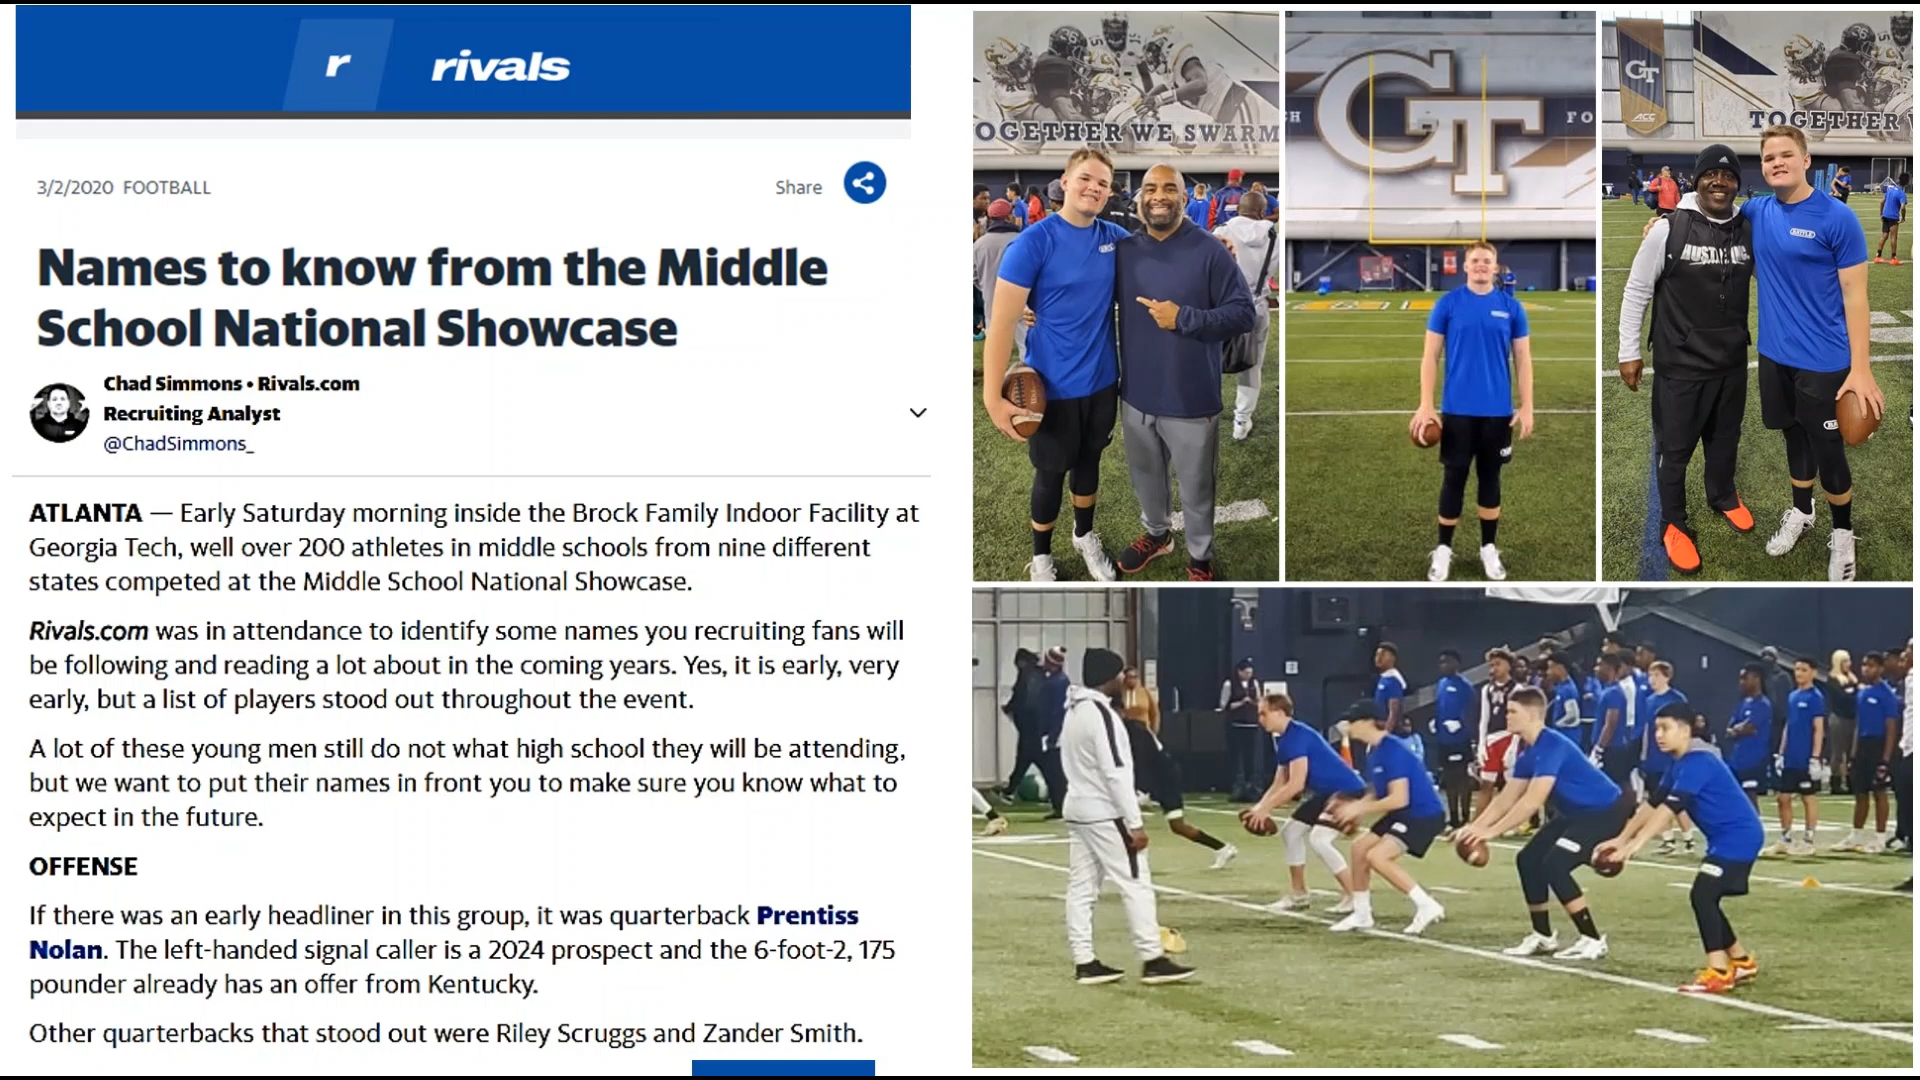 r rivals
3/2/2020 FOOTBALL
Share
Names to know from the Middle
School National Showcase
Chad Simmons • Rivals.com
Recruiting Analyst
@ChadSimmons_
ATLANTA — Early Saturday morning inside the Brock Family Indoor Facility at
Georgia Tech, well over 200 athletes in middle schools from nine different
states competed at the Middle School National Showcase.
Rivals.com was in attendance to identify some names you recruiting fans will
be following and reading a lot about in the coming years. Yes, it is early, very
early, but a list of players stood out throughout the event.
A lot of these young men still do not what high school they will be attending,
but we want to put their names in front you to make sure you know what to
expect in the future.
OFFENSE
If there was an early headliner in this group, it was quarterback Prentiss
Nolan. The left-handed signal caller is a 2024 prospect and the 6-foot-2, 175
pounder already has an offer from Kentucky.
Other quarterbacks that stood out were Riley Scruggs and Zander Smith.
OGETHER WE SWARM
GT
FO
GT
ACC
TOGETHER
BATTLE